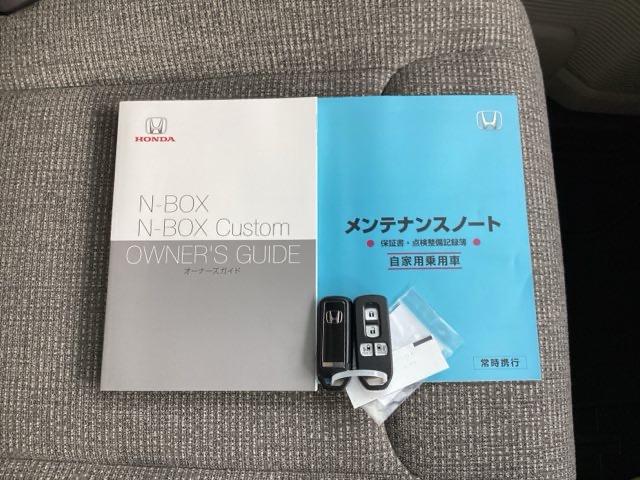 HONDA
N-BOX
N-BOX Custom
OWNER'S GUIDE
オーナーズガイド
メンテナンスノート
保証書・点検整備記録簿
自家用乗用車
常時携行